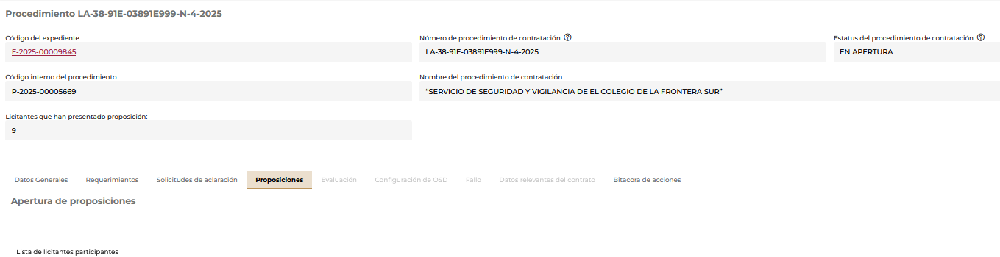 Procedimiento LA-38-91E-03891E999-N-4-2025
Código del expediente
Número de procedimiento de contratación
Estatus del procedimiento de contratación
E-2025-00009845
LA-38-91E-03891E999-N-4-2025
EN APERTURA
Código interno del procedimiento
Nombre del procedimiento de contratación
P-2025-00005669
“SERVICIO DE SEGURIDAD Y VIGILANCIA DE EL COLEGIO DE LA FRONTERA SUR”
Licitantes que han presentado proposición:
9
Datos Generales Requerimientos Solicitudes de aclaración Proposiciones Evaluación Configuración de OSD Fallo Datos relevantes del contrato Bitacora de acciones
Apertura de proposiciones
Lista de licitantes participantes